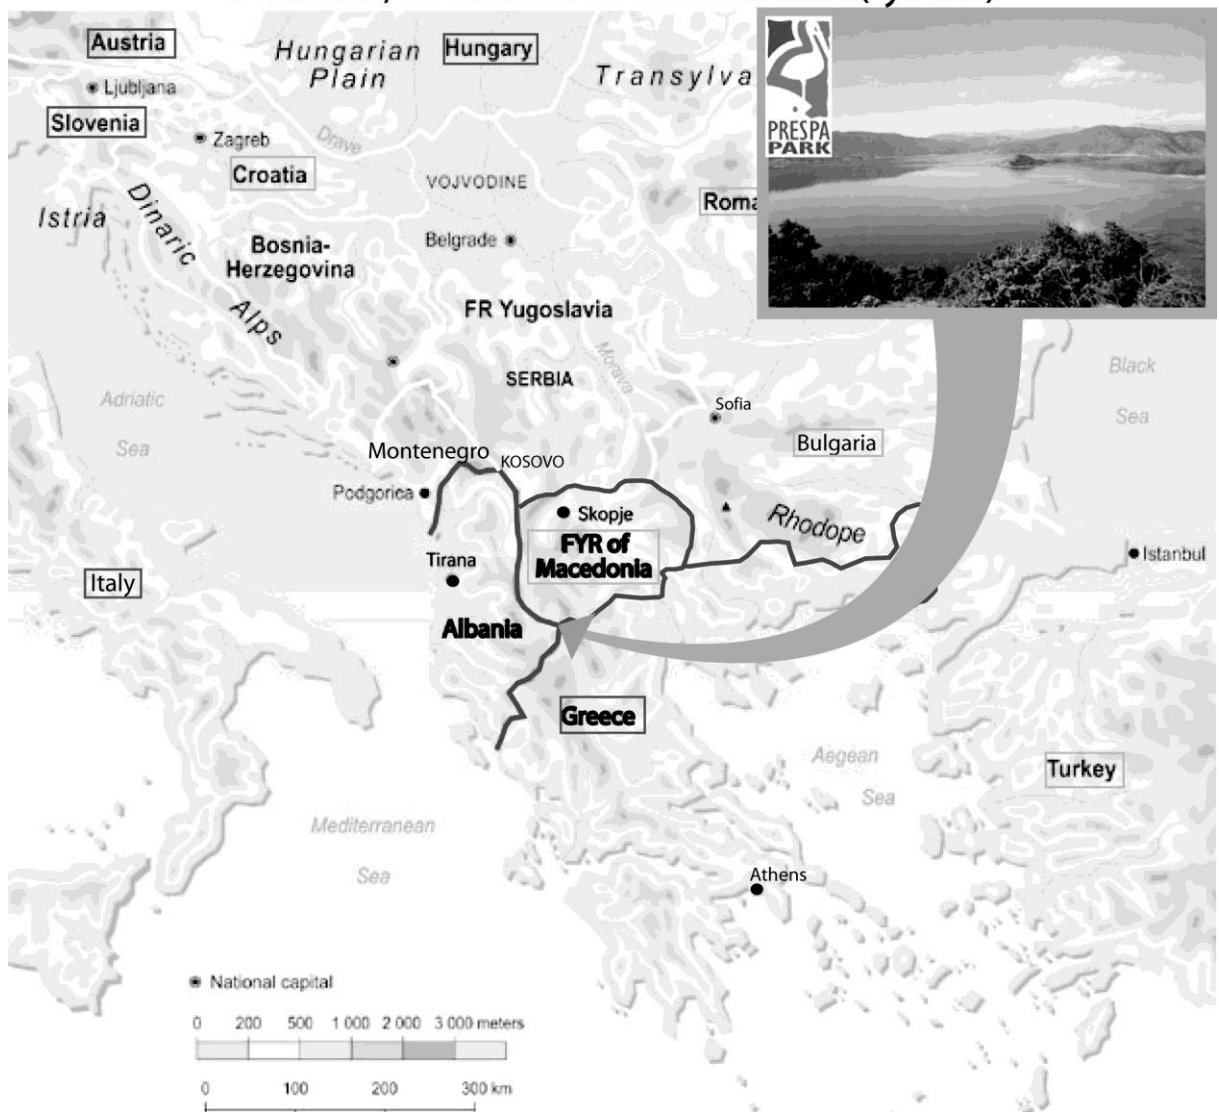 Austria
Hungarian
Plain
Hungary
Transylva
PRESPA
PARK
Ljubljana
Slovenia
Zagreb
Drave
Croatia
VOJVODINE
Roma
Istria
Dinaric
Alps
Bosnia-
Herzegovina
Belgrade
FR Yugoslavia
Morava
SERBIA
Black
Sea
Adriatic
Sea
Sofia
Bulgaria
Montenegro
KOSOVO
Podgorica
Skopje
Rhodope
FYR of
Macedonia
Istanbul
Tirana
Italy
Albania
Greece
Aegean
Sea
Turkey
Mediterranean
Sea
Athens
National capital
0 200 500 1 000 2 000 3 000 meters
0 100 200 300 km